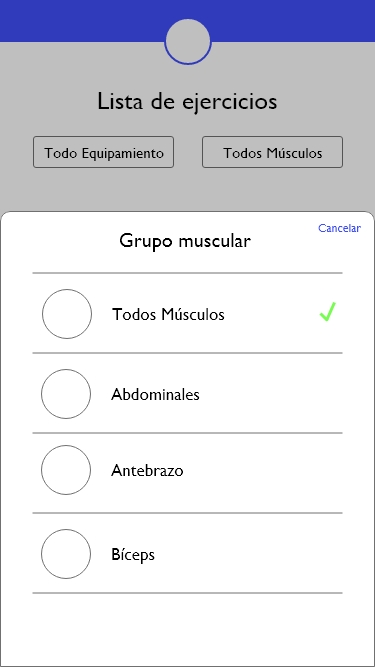 Lista de ejercicios
Todo Equipamiento
Todos Músculos
Cancelar
Grupo muscular
Todos Músculos
Abdominales
Antebrazo
Bíceps